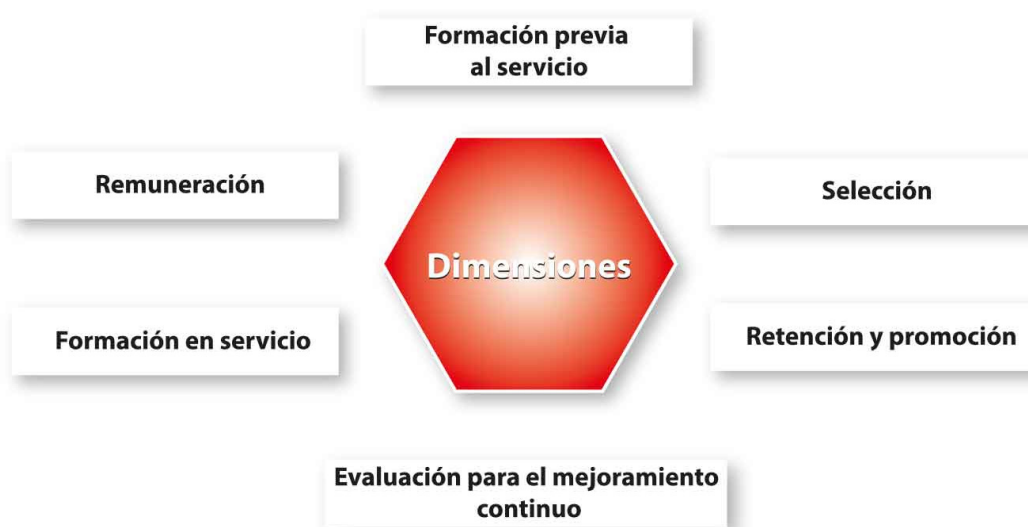 Formación previa
al servicio
Remuneración
Selección
Dimensiones
Formación en servicio
Retención y promoción
Evaluación para el mejoramiento
continuo